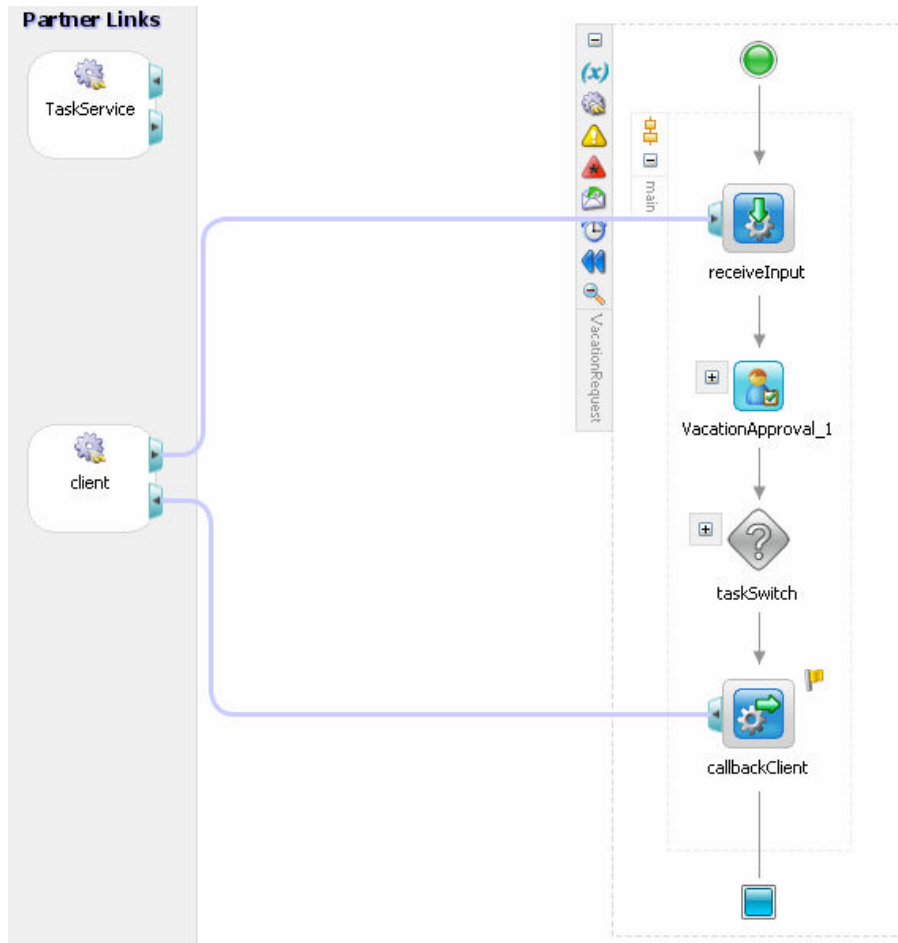 Partner Links
TaskService
(x)
main
receiveInput
VacationRequest
VacationApproval_1
client
taskSwitch
callbackClient